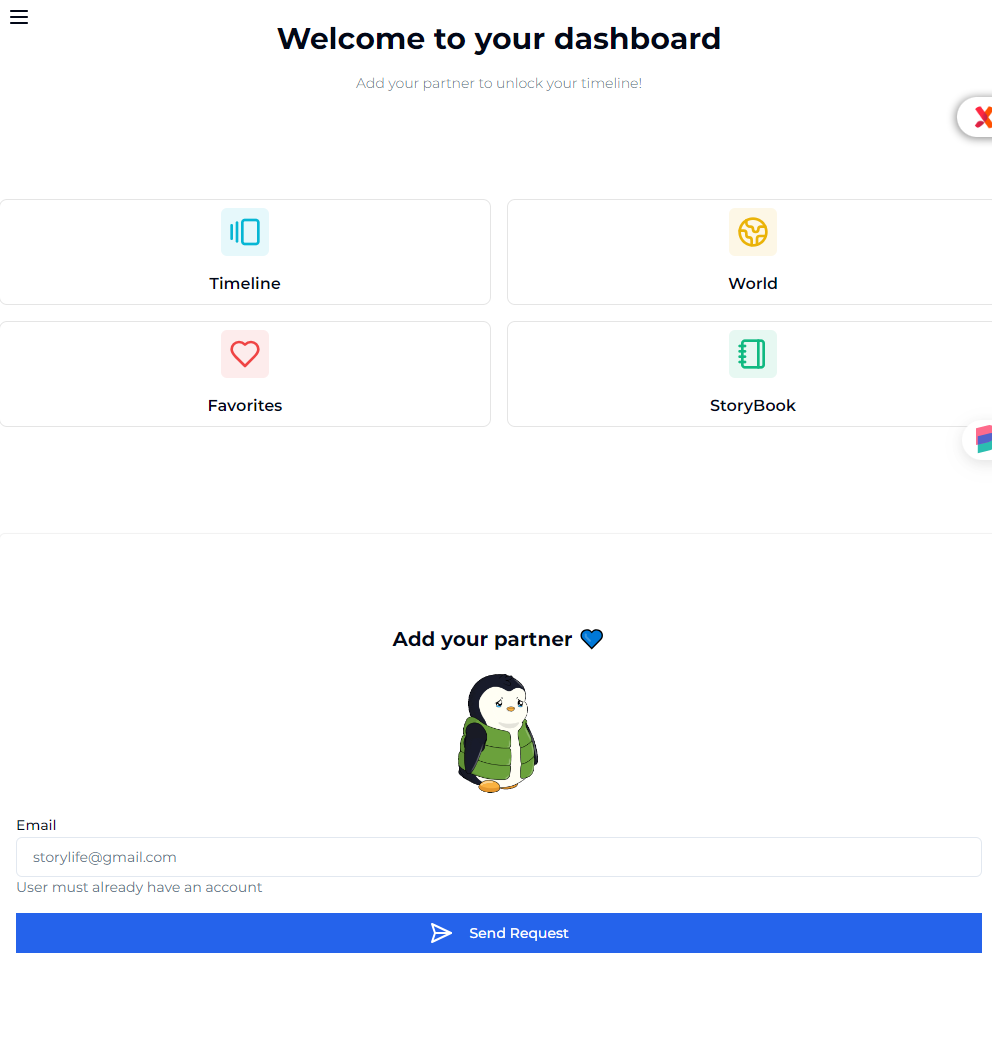 Welcome to your dashboard
Add your partner to unlock your timeline!
Timeline
World
Favorites
StoryBook
Add your partner 💙
Email
storylife@gmail.com
User must already have an account
Send Request